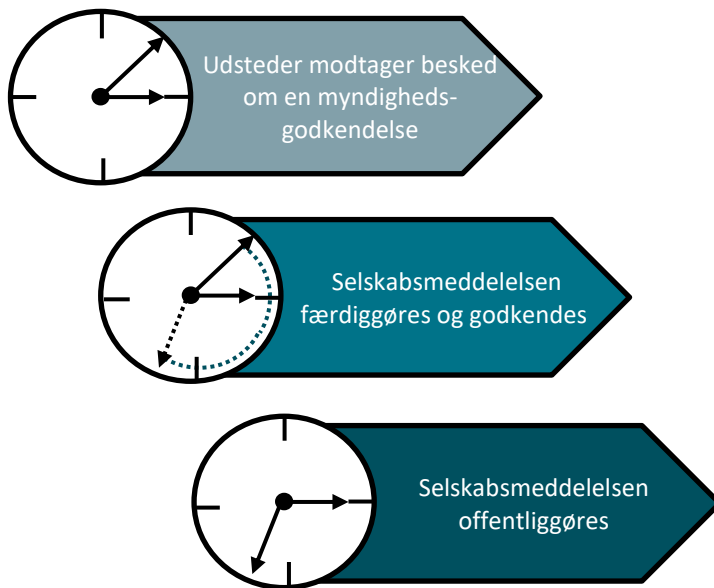 Udsteder modtager besked
om en myndigheds-
godkendelse
Selskabsmeddelelsen
færdiggøres og godkendes
Selskabsmeddelelsen
offentliggøres